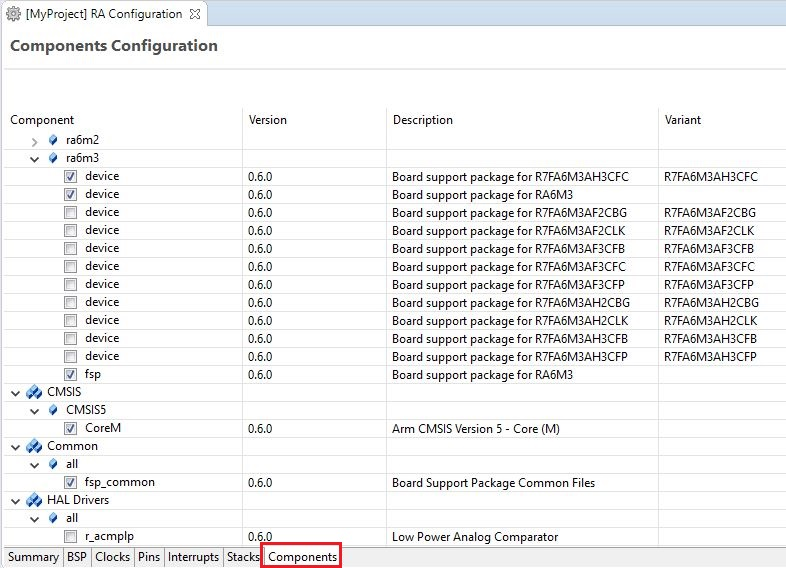 [MyProject] RA Configuration
Components Configuration
Component Version Description Variant
ra6m2
ra6m3
device 0.6.0 Board support package for R7FA6M3AH3CFC R7FA6M3AH3CFC
device 0.6.0 Board support package for RA6M3
device 0.6.0 Board support package for R7FA6M3AF2CBG R7FA6M3AF2CBG
device 0.6.0 Board support package for R7FA6M3AF2CLK R7FA6M3AF2CLK
device 0.6.0 Board support package for R7FA6M3AF3CFB R7FA6M3AF3CFB
device 0.6.0 Board support package for R7FA6M3AF3CFC R7FA6M3AF3CFC
device 0.6.0 Board support package for R7FA6M3AF3CFP R7FA6M3AF3CFP
device 0.6.0 Board support package for R7FA6M3AH2CBG R7FA6M3AH2CBG
device 0.6.0 Board support package for R7FA6M3AH2CLK R7FA6M3AH2CLK
device 0.6.0 Board support package for R7FA6M3AH3CFB R7FA6M3AH3CFB
device 0.6.0 Board support package for R7FA6M3AH3CFP R7FA6M3AH3CFP
fsp 0.6.0 Board support package for RA6M3
CMSIS
CMSIS5
CoreM 0.6.0 Arm CMSIS Version 5 - Core (M)
Common
all
fsp_common 0.6.0 Board Support Package Common Files
HAL Drivers
all
r_acmplp 0.6.0 Low Power Analog Comparator
Summary BSP Clocks Pins Interrupts Stacks Components